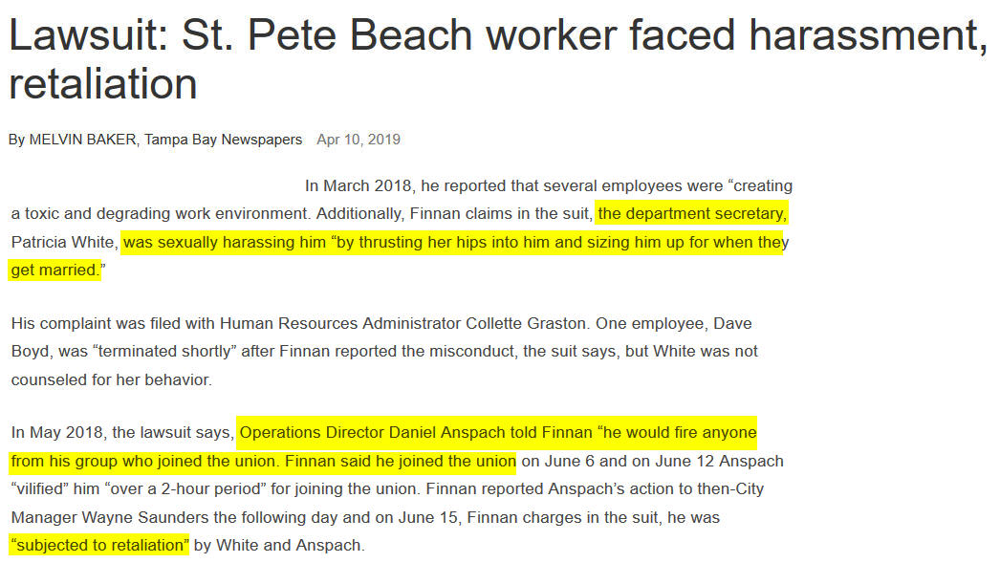 Lawsuit: St. Pete Beach worker faced harassment,
retaliation
By MELVIN BAKER, Tampa Bay Newspapers Apr 10, 2019
In March 2018, he reported that several employees were “creating
a toxic and degrading work environment. Additionally, Finnan claims in the suit, the department secretary,
Patricia White, was sexually harassing him “by thrusting her hips into him and sizing him up for when they
get married.”
His complaint was filed with Human Resources Administrator Collette Graston. One employee, Dave
Boyd, was “terminated shortly” after Finnan reported the misconduct, the suit says, but White was not
counseled for her behavior.
In May 2018, the lawsuit says, Operations Director Daniel Anspach told Finnan “he would fire anyone
from his group who joined the union. Finnan said he joined the union on June 6 and on June 12 Anspach
“vilified” him “over a 2-hour period” for joining the union. Finnan reported Anspach’s action to then-City
Manager Wayne Saunders the following day and on June 15, Finnan charges in the suit, he was
“subjected to retaliation” by White and Anspach.